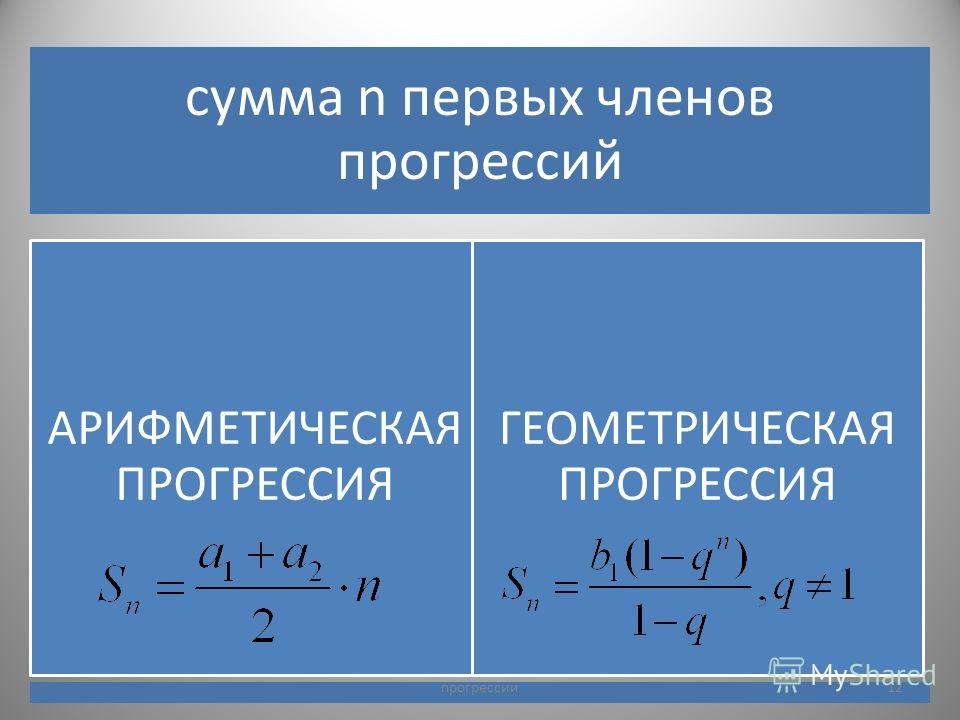 сумма n первых членов
прогрессий
АРИФМЕТИЧЕСКАЯ
ПРОГРЕССИЯ
S_n = (a_1 + a_2)/2 · n
ГЕОМЕТРИЧЕСКАЯ
ПРОГРЕССИЯ
S_n = b_1(1 − q^n)/(1 − q), q ≠ 1
прогрессии 12
MyShared